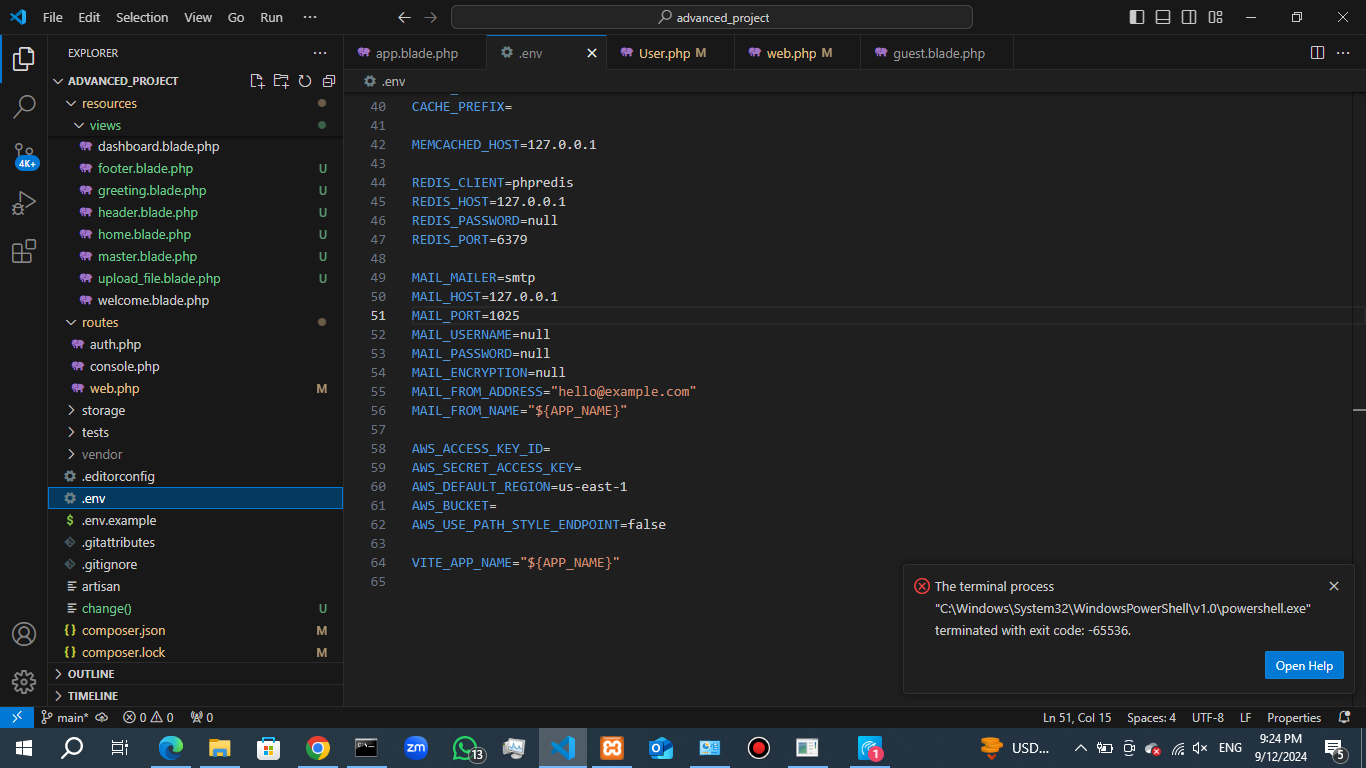 File Edit Selection View Go Run ···
advanced_project
EXPLORER
ADVANCED_PROJECT
resources
views
dashboard.blade.php
footer.blade.php U
greeting.blade.php U
header.blade.php U
home.blade.php U
master.blade.php U
upload_file.blade.php U
welcome.blade.php
routes
auth.php
console.php
web.php M
storage
tests
vendor
.editorconfig
.env
.env.example
.gitattributes
.gitignore
artisan
change() U
composer.json M
composer.lock M
OUTLINE
TIMELINE
4K+
app.blade.php .env User.php M web.php M guest.blade.php
.env
40 CACHE_PREFIX=
41
42 MEMCACHED_HOST=127.0.0.1
43
44 REDIS_CLIENT=phpredis
45 REDIS_HOST=127.0.0.1
46 REDIS_PASSWORD=null
47 REDIS_PORT=6379
48
49 MAIL_MAILER=smtp
50 MAIL_HOST=127.0.0.1
51 MAIL_PORT=1025
52 MAIL_USERNAME=null
53 MAIL_PASSWORD=null
54 MAIL_ENCRYPTION=null
55 MAIL_FROM_ADDRESS="hello@example.com"
56 MAIL_FROM_NAME="${APP_NAME}"
57
58 AWS_ACCESS_KEY_ID=
59 AWS_SECRET_ACCESS_KEY=
60 AWS_DEFAULT_REGION=us-east-1
61 AWS_BUCKET=
62 AWS_USE_PATH_STYLE_ENDPOINT=false
63
64 VITE_APP_NAME="${APP_NAME}"
65
The terminal process
"C:\Windows\System32\WindowsPowerShell\v1.0\powershell.exe"
terminated with exit code: -65536.
Open Help
main* 0 0 0 Ln 51, Col 15 Spaces: 4 UTF-8 LF Properties
zm 13 1 USD... ENG 9:24 PM
9/12/2024 5